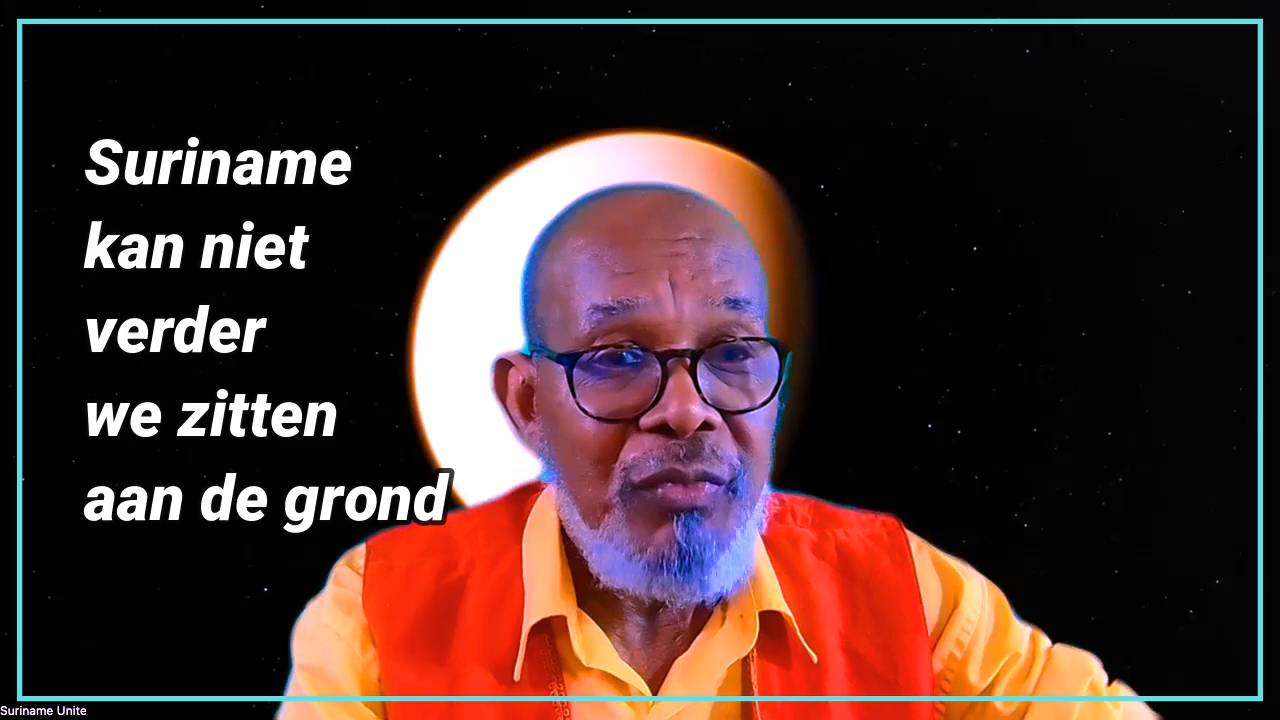 Suriname
kan niet
verder
we zitten
aan de grond
Suriname Unite